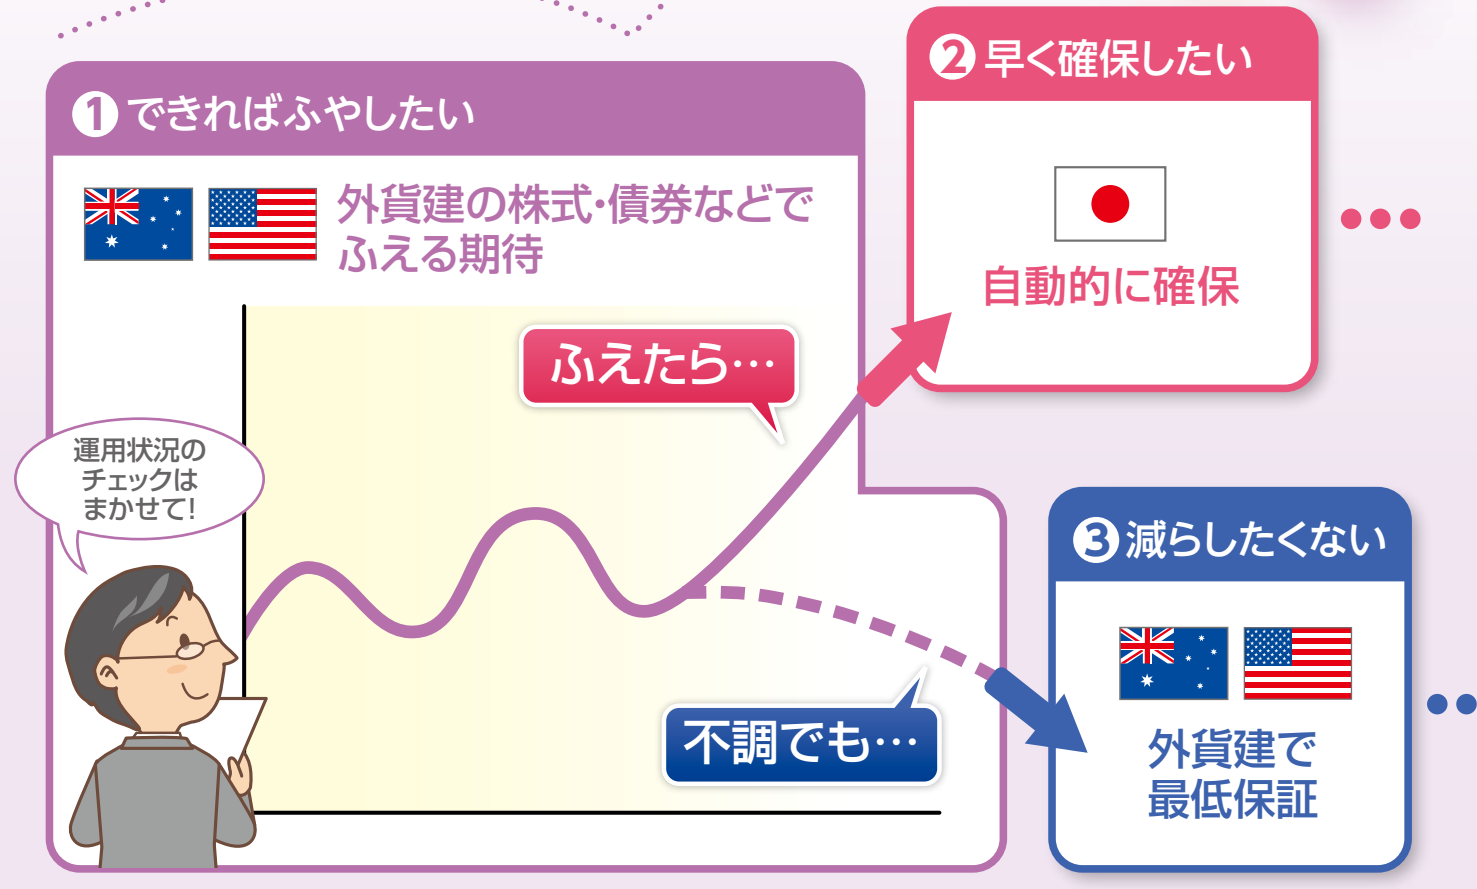 ❶できればふやしたい
外貨建の株式・債券などで
ふえる期待
ふえたら…
運用状況の
チェックは
まかせて!
不調でも…
❷早く確保したい
自動的に確保
❸減らしたくない
外貨建で
最低保証